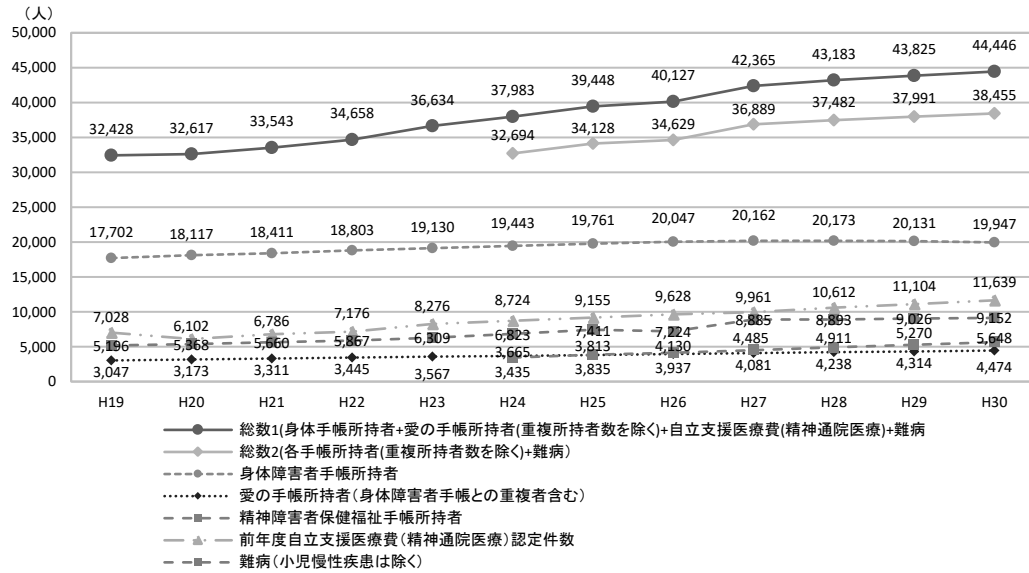 （人）
50,000
45,000
40,000
35,000
30,000
25,000
20,000
15,000
10,000
5,000
0
32,428 32,617 33,543 34,658 36,634 37,983 39,448 40,127 42,365 43,183 43,825 44,446
32,694 34,128 34,629 36,889 37,482 37,991 38,455
17,702 18,117 18,411 18,803 19,130 19,443 19,761 20,047 20,162 20,173 20,131 19,947
7,028 6,102 6,786 7,176 8,276 8,724 9,155 9,628 9,961 10,612 11,104 11,639
5,196 5,368 5,660 5,867 6,309 6,823 7,411 7,224 8,885 8,893 9,026 9,152
3,665 3,813 4,130 4,485 4,911 5,270 5,648
3,047 3,173 3,311 3,445 3,567 3,435 3,835 3,937 4,081 4,238 4,314 4,474
H19 H20 H21 H22 H23 H24 H25 H26 H27 H28 H29 H30
総数1(身体手帳所持者+愛の手帳所持者(重複所持者数を除く)+自立支援医療費(精神通院医療)+難病
総数2(各手帳所持者(重複所持者数を除く)+難病）
身体障害者手帳所持者
愛の手帳所持者（身体障害者手帳との重複者含む）
精神障害者保健福祉手帳所持者
前年度自立支援医療費（精神通院医療）認定件数
難病（小児慢性疾患は除く）